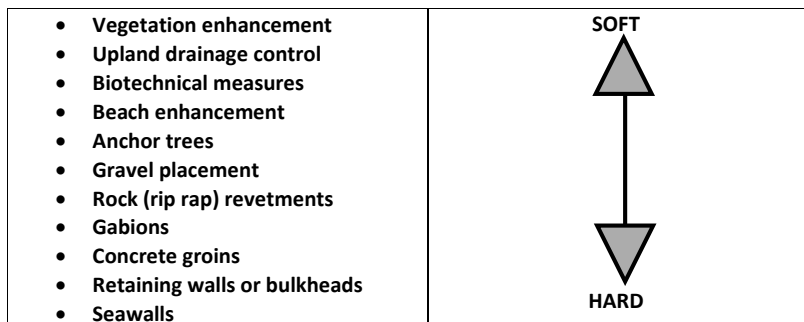 • Vegetation enhancement
• Upland drainage control
• Biotechnical measures
• Beach enhancement
• Anchor trees
• Gravel placement
• Rock (rip rap) revetments
• Gabions
• Concrete groins
• Retaining walls or bulkheads
• Seawalls
SOFT
HARD